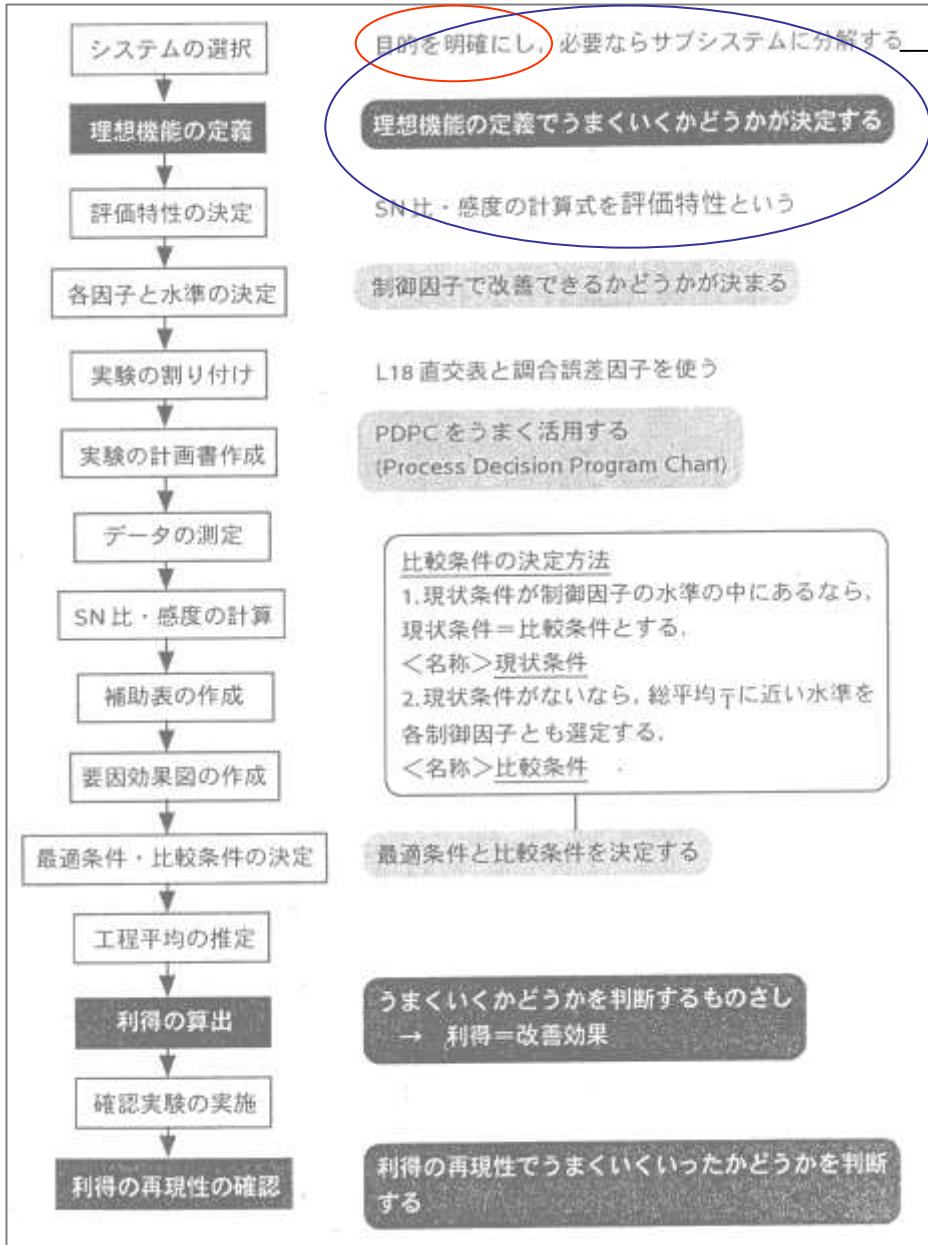 システムの選択
目的を明確にし，必要ならサブシステムに分解する
理想機能の定義
理想機能の定義でうまくいくかどうかが決定する
評価特性の決定
SN比・感度の計算式を評価特性という
各因子と水準の決定
制御因子で改善できるかどうかが決まる
実験の割り付け
L18 直交表と調合誤差因子を使う
実験の計画書作成
PDPC をうまく活用する
(Process Decision Program Chart)
データの測定
SN比・感度の計算
補助表の作成
要因効果図の作成
比較条件の決定方法
1.現状条件が制御因子の水準の中にあるなら，
現状条件＝比較条件とする．
＜名称＞現状条件
2.現状条件がないなら，総平均T̄に近い水準を
各制御因子とも選定する．
＜名称＞比較条件
最適条件・比較条件の決定
最適条件と比較条件を決定する
工程平均の推定
利得の算出
うまくいくかどうかを判断するものさし
→ 利得＝改善効果
確認実験の実施
利得の再現性の確認
利得の再現性でうまくいくいったかどうかを判断
する